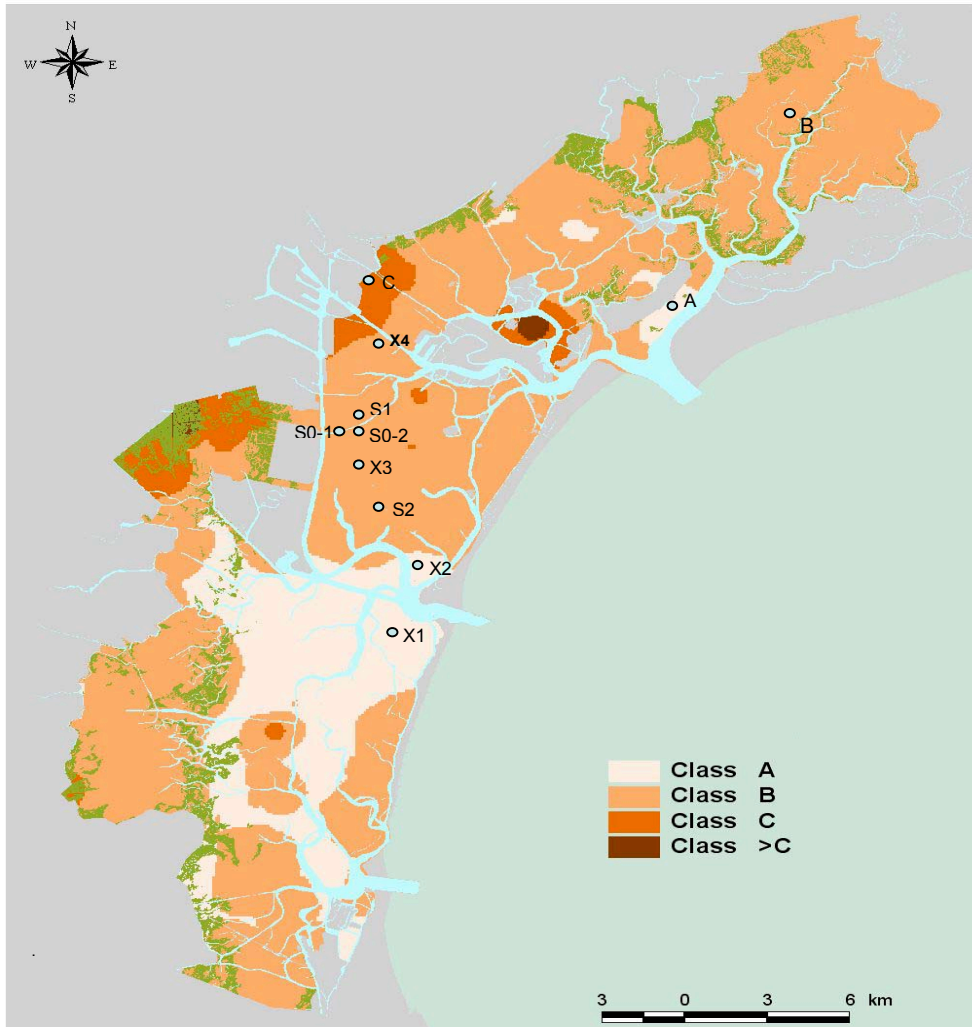 N
W E
S
B
A
C
X4
S1
S0-1 S0-2
X3
S2
X2
X1
Class A
Class B
Class C
Class >C
3 0 3 6 km